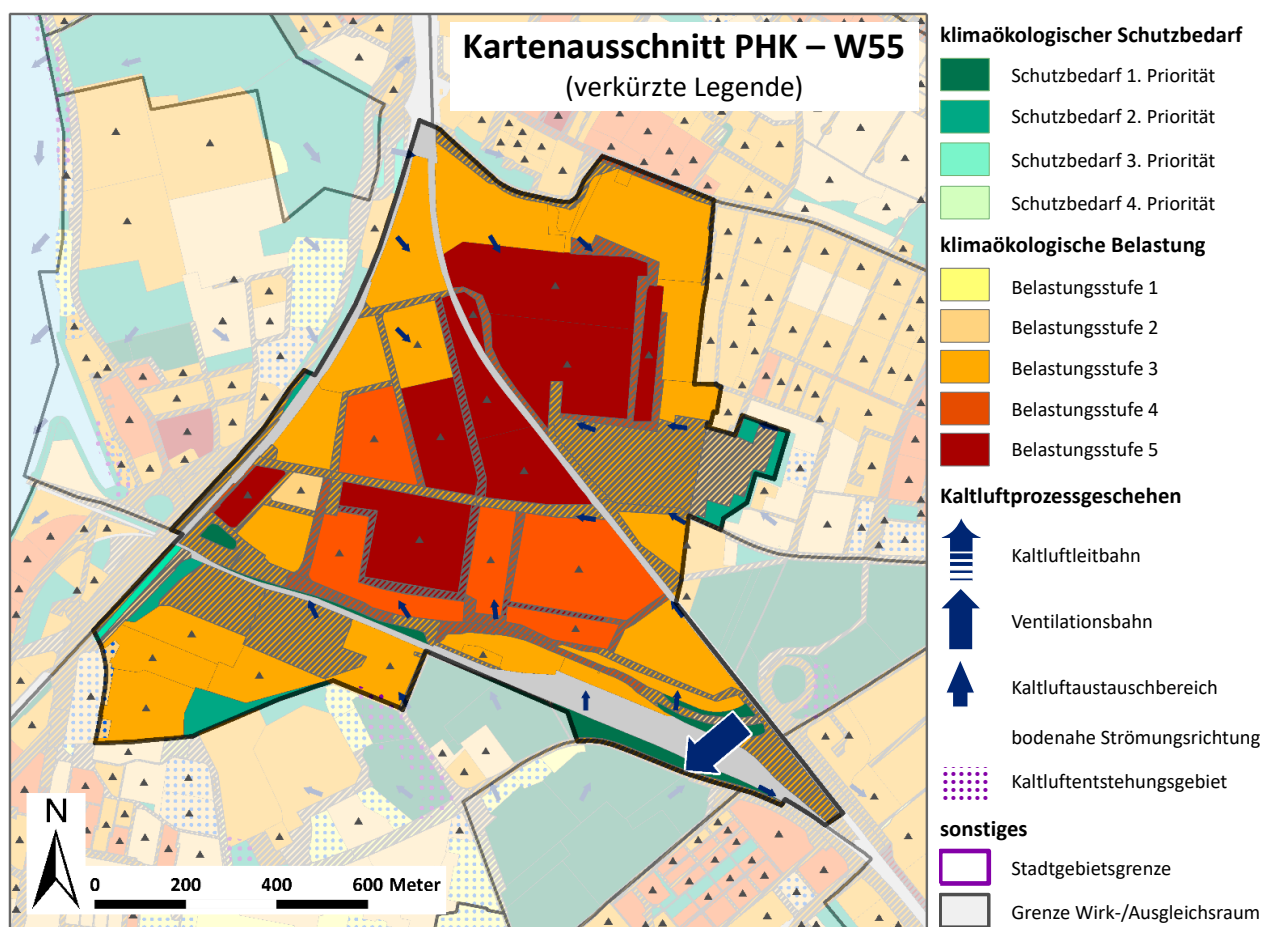 Kartenausschnitt PHK – W55
(verkürzte Legende)
klimaökologischer Schutzbedarf
Schutzbedarf 1. Priorität
Schutzbedarf 2. Priorität
Schutzbedarf 3. Priorität
Schutzbedarf 4. Priorität
klimaökologische Belastung
Belastungsstufe 1
Belastungsstufe 2
Belastungsstufe 3
Belastungsstufe 4
Belastungsstufe 5
Kaltluftprozessgeschehen
Kaltluftleitbahn
Ventilationsbahn
Kaltluftaustauschbereich
bodenahe Strömungsrichtung
Kaltluftentstehungsgebiet
sonstiges
Stadtgebietsgrenze
Grenze Wirk-/Ausgleichsraum
N
0 200 400 600 Meter